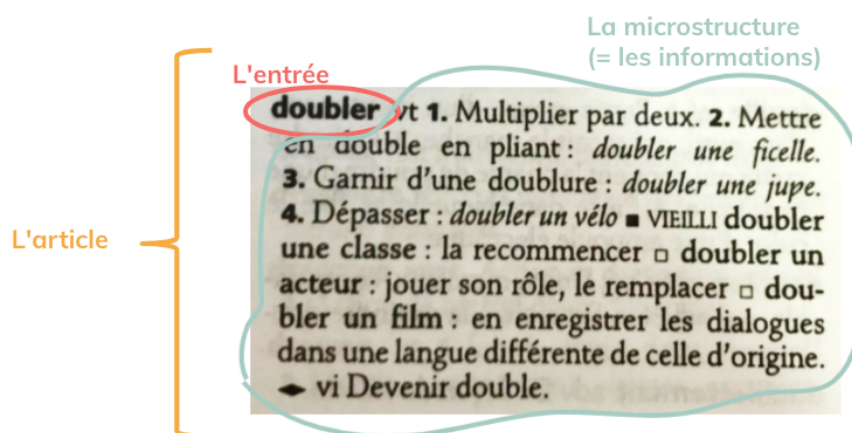 La microstructure
(= les informations)
L'entrée
L'article
doubler vt 1. Multiplier par deux. 2. Mettre
en double en pliant : doubler une ficelle.
3. Garnir d'une doublure : doubler une jupe.
4. Dépasser : doubler un vélo ■ VIEILLI doubler
une classe : la recommencer □ doubler un
acteur : jouer son rôle, le remplacer □ dou-
bler un film : en enregistrer les dialogues
dans une langue différente de celle d'origine.
◆ vi Devenir double.